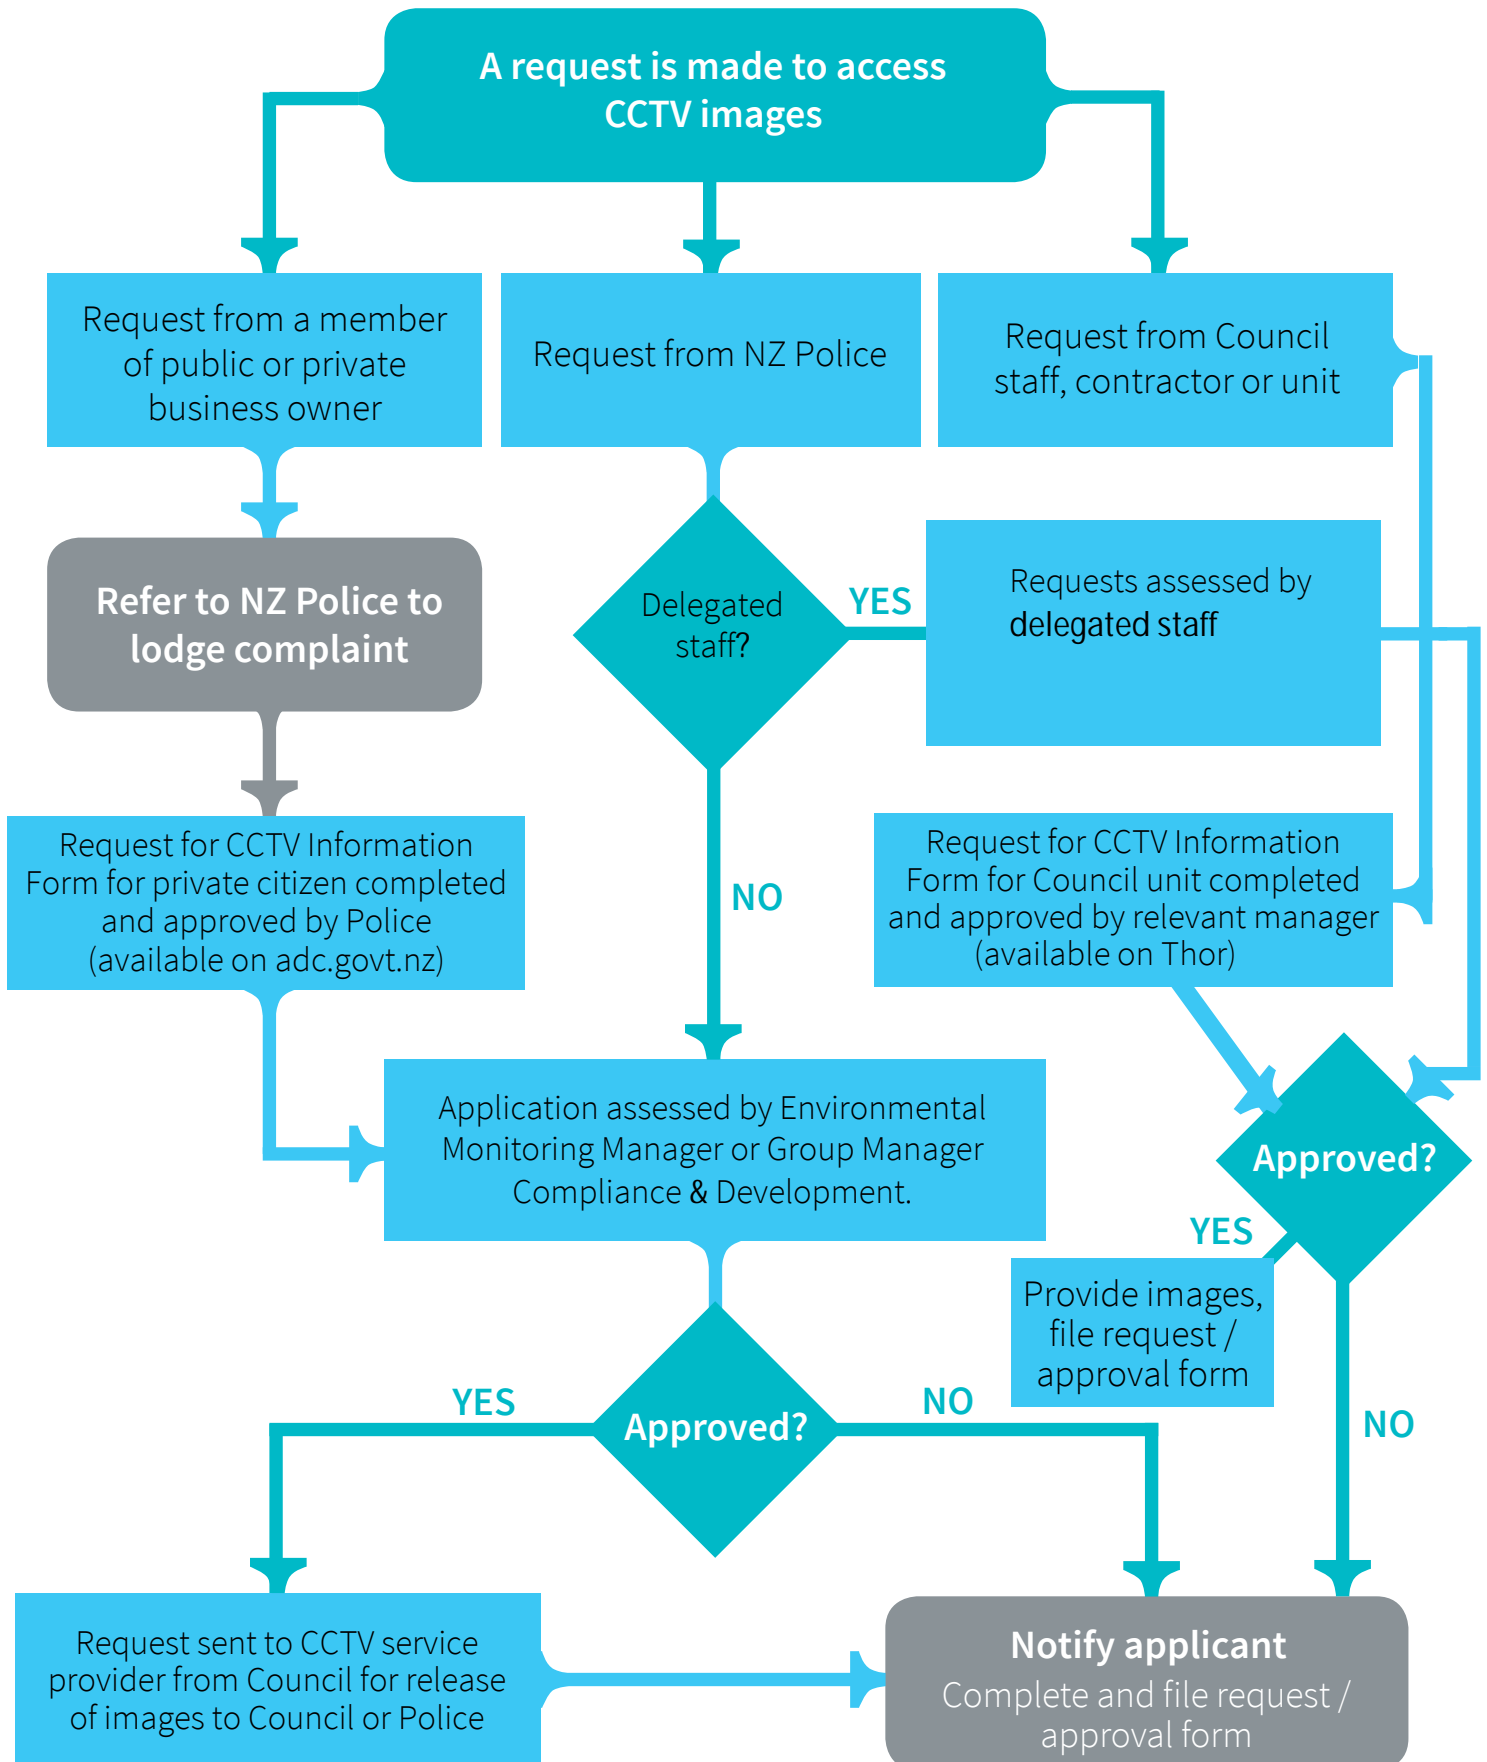 A request is made to access
CCTV images
Request from a member
of public or private
business owner
Request from NZ Police
Request from Council
staff, contractor or unit
Refer to NZ Police to
lodge complaint
Delegated
staff?
YES
Requests assessed by
delegated staff
Request for CCTV Information
Form for private citizen completed
and approved by Police
(available on adc.govt.nz)
NO
Request for CCTV Information
Form for Council unit completed
and approved by relevant manager
(available on Thor)
Application assessed by Environmental
Monitoring Manager or Group Manager
Compliance & Development.
Approved?
YES
Provide images,
file request /
approval form
NO
YES
Approved?
NO
Request sent to CCTV service
provider from Council for release
of images to Council or Police
Notify applicant
Complete and file request /
approval form